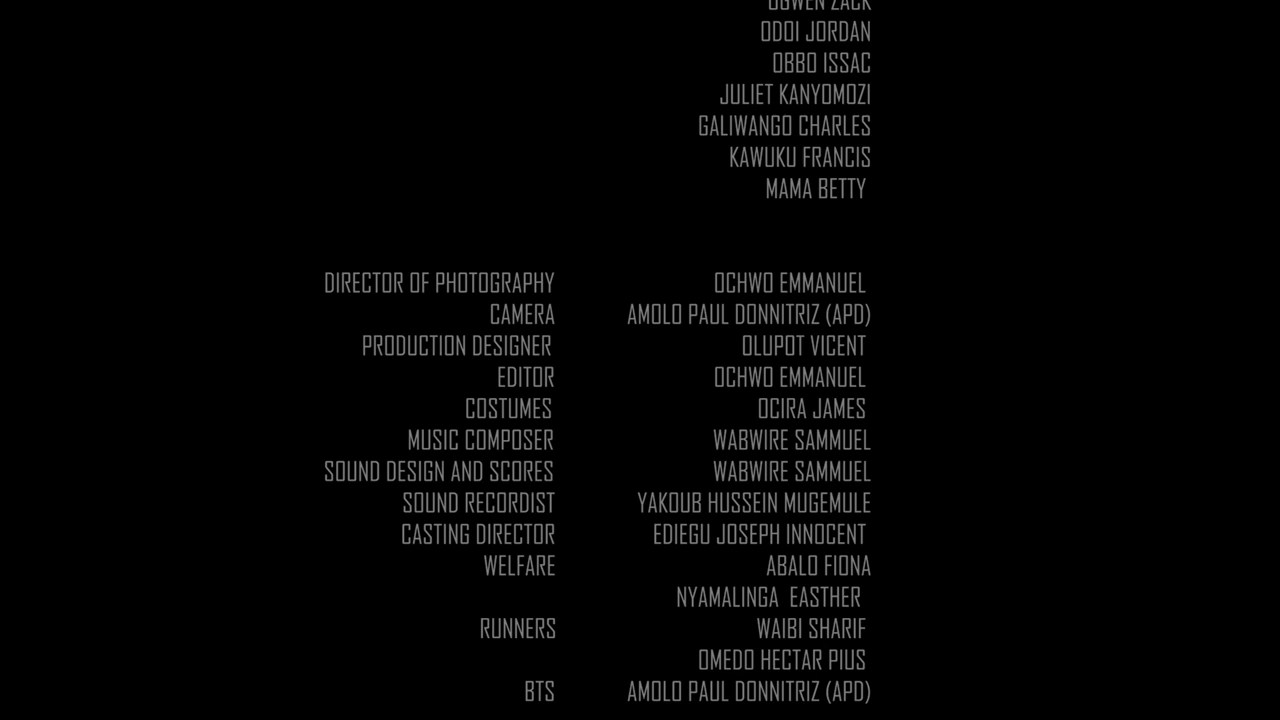 OGWEN ZACK
ODOI JORDAN
OBBO ISSAC
JULIET KANYOMOZI
GALIWANGO CHARLES
KAWUKU FRANCIS
MAMA BETTY
DIRECTOR OF PHOTOGRAPHY OCHWO EMMANUEL
CAMERA AMOLO PAUL DONNITRIZ (APD)
PRODUCTION DESIGNER OLUPOT VICENT
EDITOR OCHWO EMMANUEL
COSTUMES OCIRA JAMES
MUSIC COMPOSER WABWIRE SAMMUEL
SOUND DESIGN AND SCORES WABWIRE SAMMUEL
SOUND RECORDIST YAKOUB HUSSEIN MUGEMULE
CASTING DIRECTOR EDIEGU JOSEPH INNOCENT
WELFARE ABALO FIONA
NYAMALINGA EASTHER
RUNNERS WAIBI SHARIF
OMEDO HECTAR PIUS
BTS AMOLO PAUL DONNITRIZ (APD)